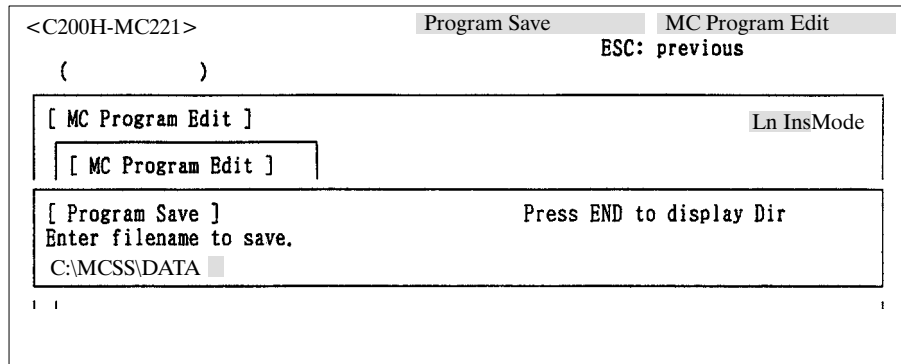 <C200H-MC221> Program Save MC Program Edit
ESC: previous
( )
[ MC Program Edit ]
Ln InsMode
[ MC Program Edit ]
[ Program Save ] Press END to display Dir
Enter filename to save.
C:\MCSS\DATA